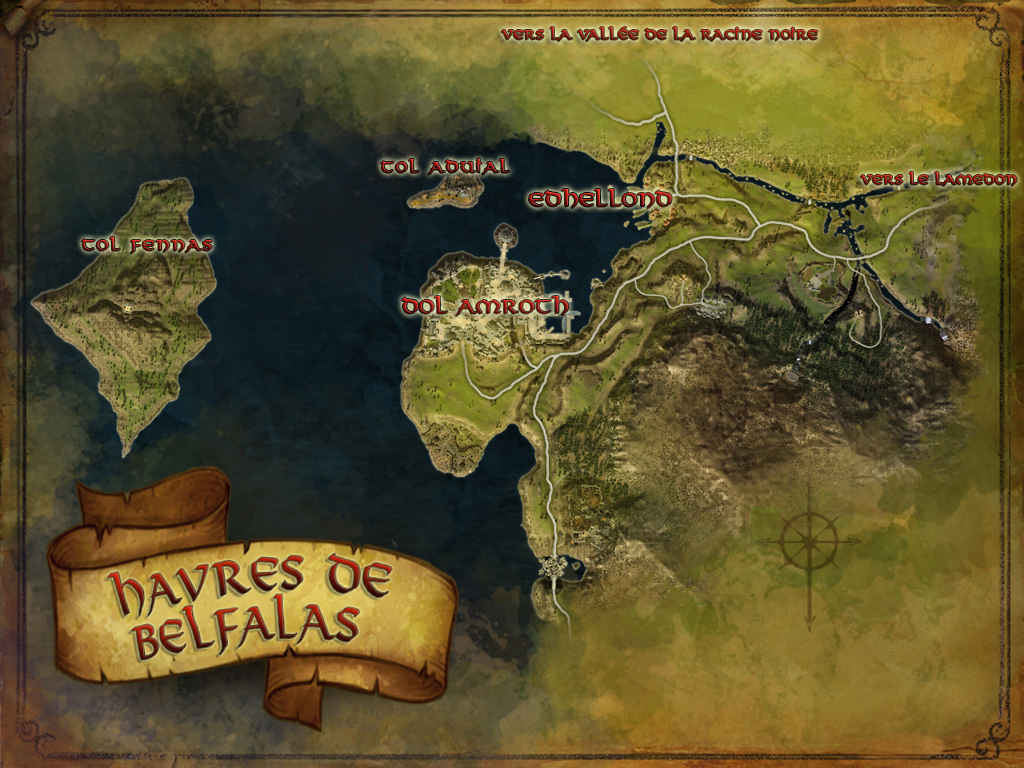 vers la vallée de la racine noire
tol aduial
vers le lamedon
edhellond
tol fennas
dol amroth
havres de
belfalas